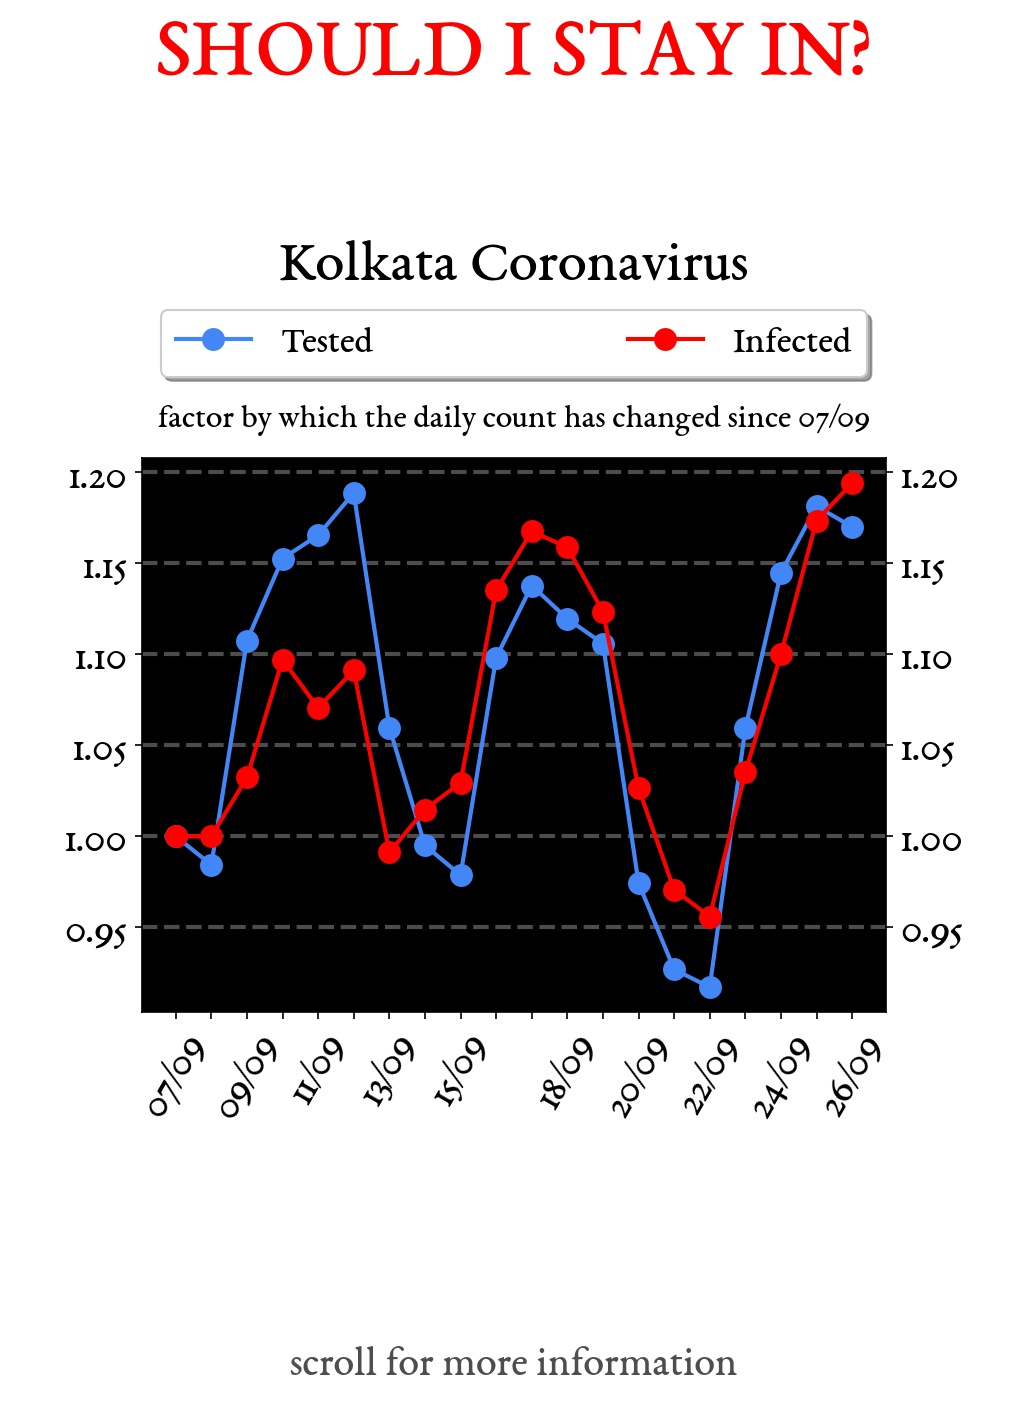 SHOULD I STAY IN?
Kolkata Coronavirus
Tested Infected
factor by which the daily count has changed since 07/09
1.20 1.20
1.15 1.15
1.10 1.10
1.05 1.05
1.00 1.00
0.95 0.95
07/09 09/09 11/09 13/09 15/09 18/09 20/09 22/09 24/09 26/09
scroll for more information